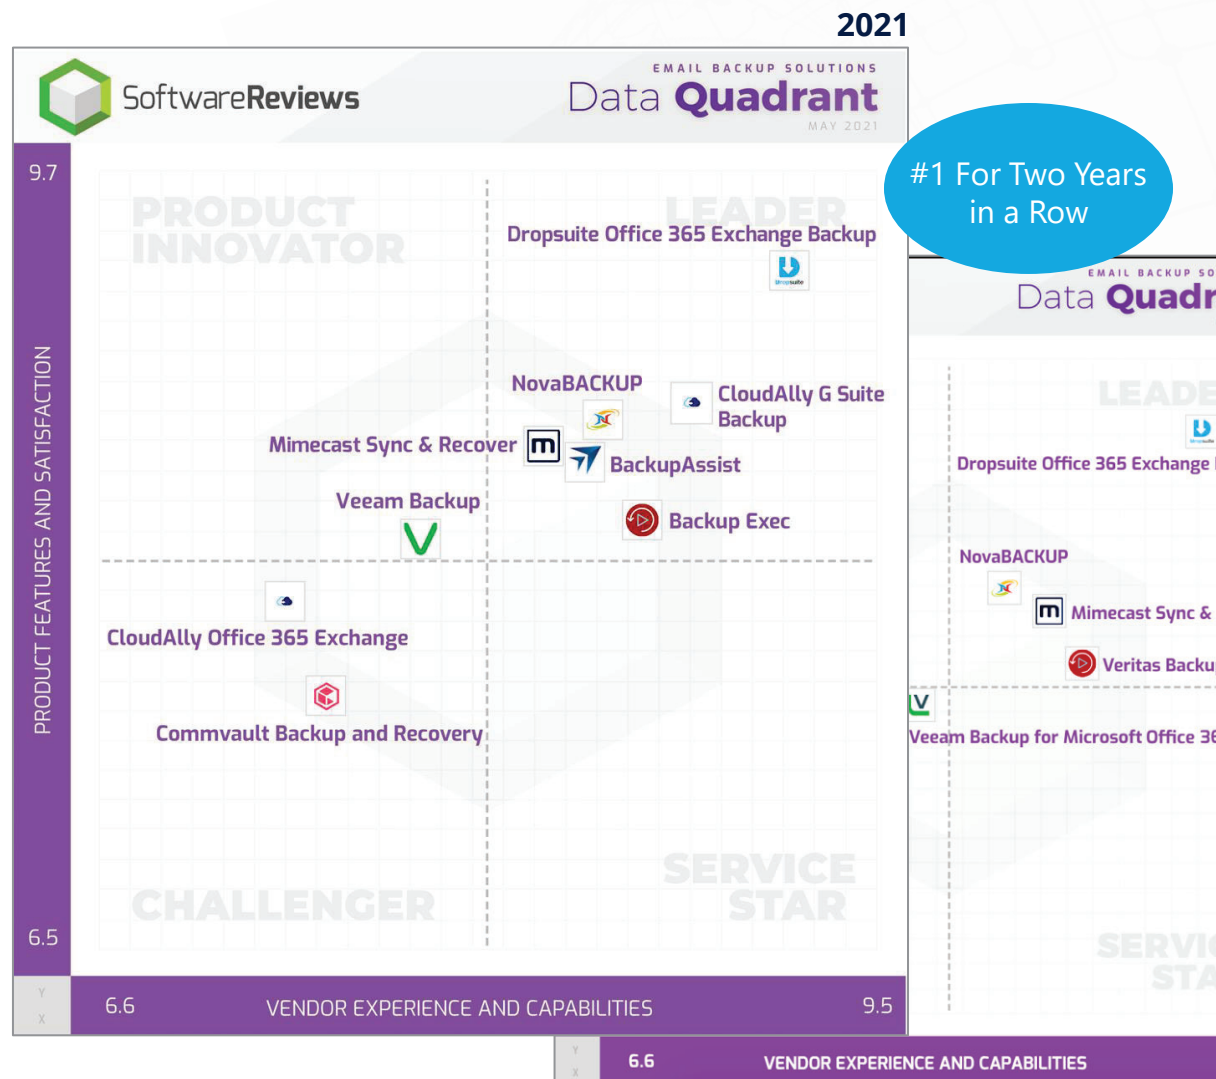 2021
SoftwareReviews
EMAIL BACKUP SOLUTIONS
Data Quadrant
MAY 2021
#1 For Two Years
in a Row
9.7
PRODUCT FEATURES AND SATISFACTION
6.5
PRODUCT
INNOVATOR
LEADER
Dropsuite Office 365 Exchange Backup
Dropsuite
NovaBACKUP
CloudAlly G Suite
Backup
Mimecast Sync & Recover
m
BackupAssist
Veeam Backup
Backup Exec
CloudAlly Office 365 Exchange
Commvault Backup and Recovery
CHALLENGER
SERVICE
STAR
Y
X
6.6
VENDOR EXPERIENCE AND CAPABILITIES
9.5
EMAIL BACKUP SO
Data Quadr
LEADE
Dropsuite
Dropsuite Office 365 Exchange
NovaBACKUP
m
Mimecast Sync &
Veritas Backu
Veeam Backup for Microsoft Office 36
SERVIC
STA
Y
X
6.6
VENDOR EXPERIENCE AND CAPABILITIES